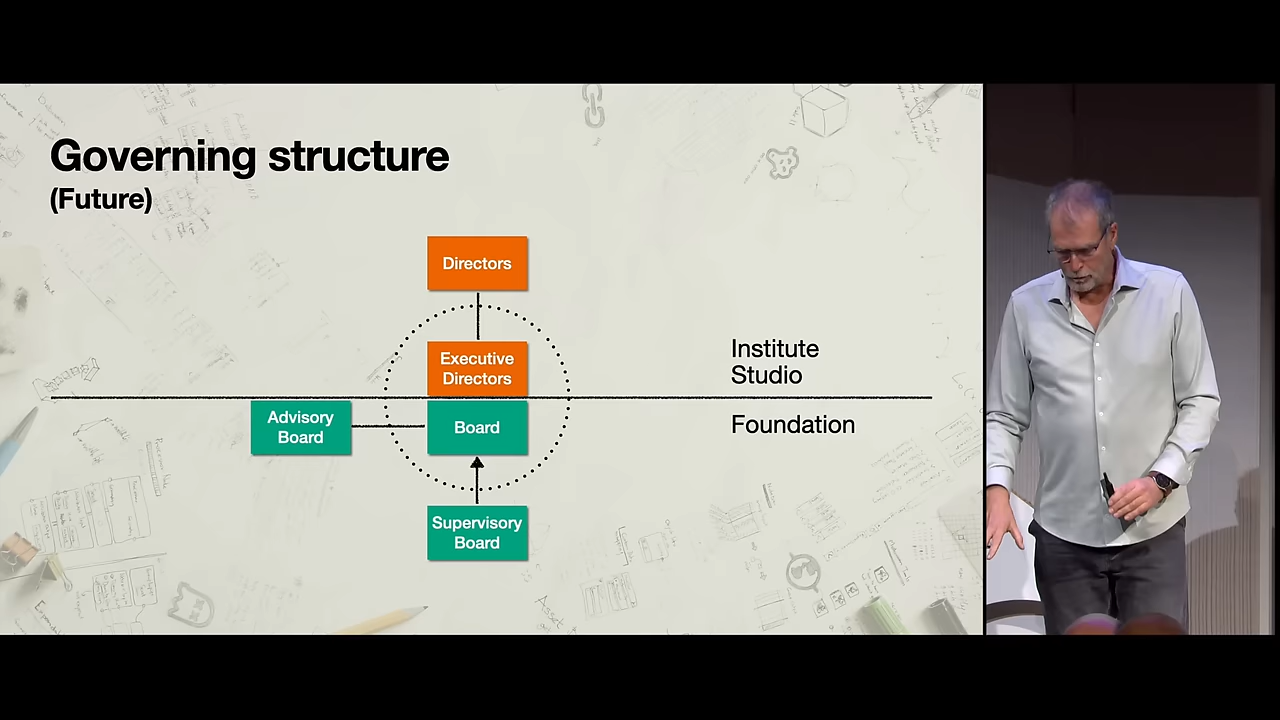 Governing structure
(Future)
Directors
Executive
Directors
Institute
Studio
Advisory
Board
Board
Foundation
Supervisory
Board